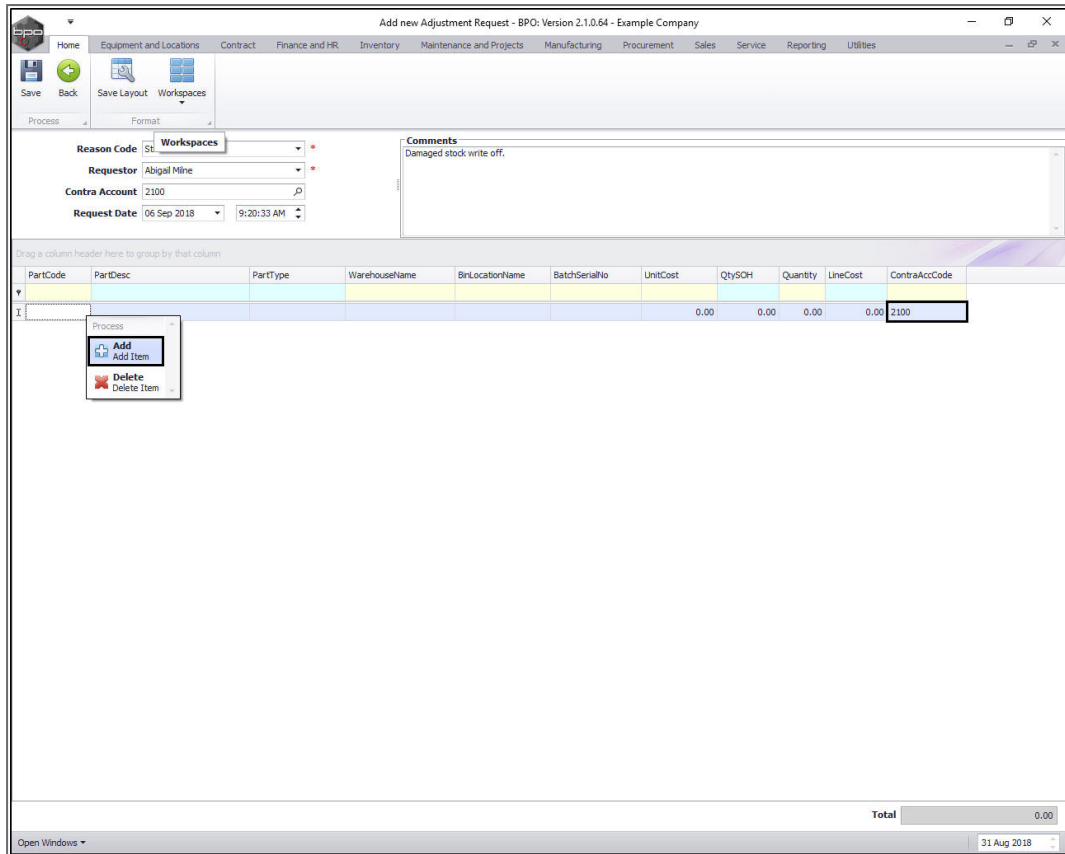 bpo
Add new Adjustment Request - BPO: Version 2.1.0.64 - Example Company
Home Equipment and Locations Contract Finance and HR Inventory Maintenance and Projects Manufacturing Procurement Sales Service Reporting Utilities
Save Back Save Layout Workspaces
Process Format
Workspaces
Reason Code St
Requestor Abigail Milne *
Contra Account 2100
Request Date 06 Sep 2018 9:20:33 AM
*
Comments
Damaged stock write off.
Drag a column header here to group by that column
PartCode PartDesc PartType WarehouseName BinLocationName BatchSerialNo UnitCost QtySOH Quantity LineCost ContraAccCode
0.00 0.00 0.00 0.00 2100
Process
Add
Add Item
Delete
Delete Item
Total 0.00
Open Windows 31 Aug 2018